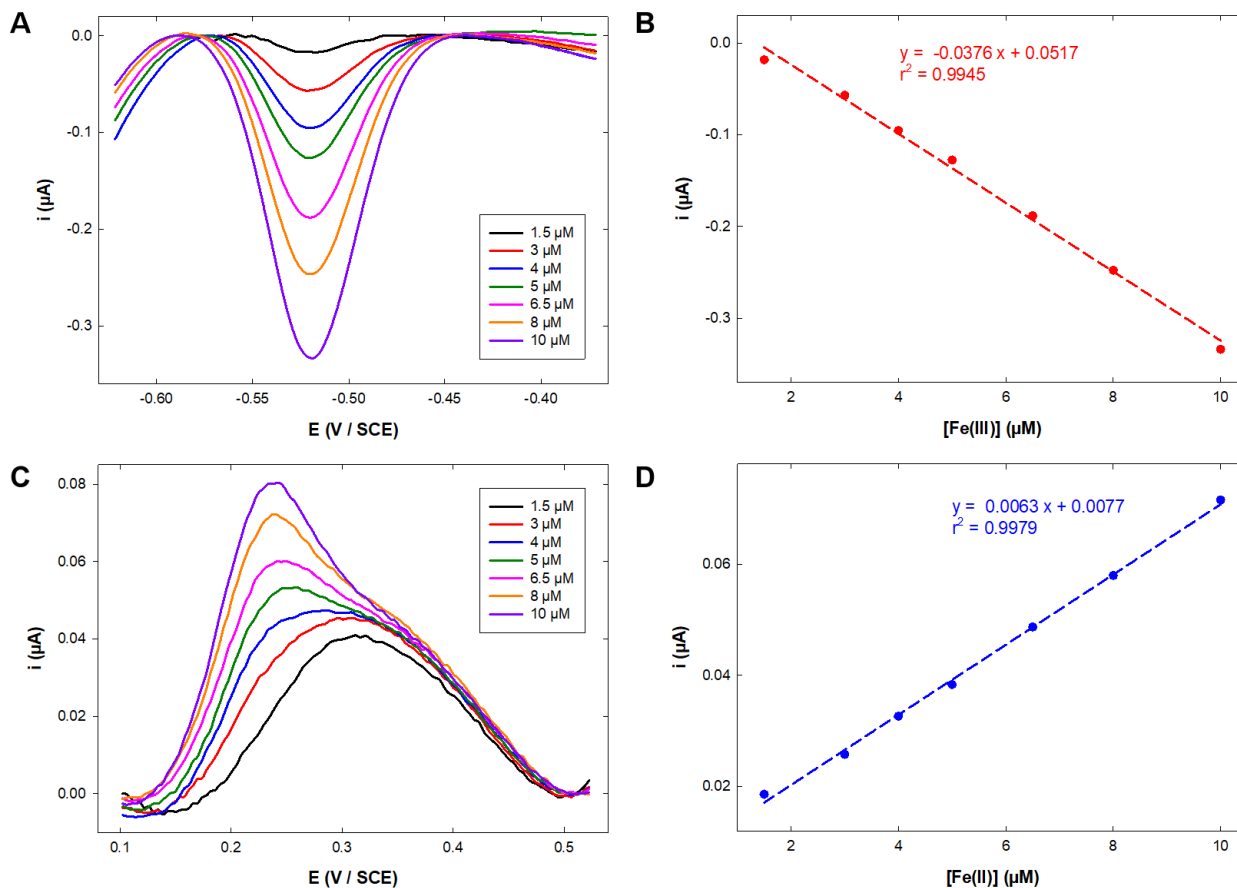 A
0.0
-0.1
-0.2
-0.3
i (µA)
-0.60
-0.55
-0.50
-0.45
-0.40
E (V / SCE)
1.5 µM
3 µM
4 µM
5 µM
6.5 µM
8 µM
10 µM
B
0.0
-0.1
-0.2
-0.3
i (µA)
2
4
6
8
10
[Fe(III)] (µM)
y = -0.0376 x + 0.0517
r² = 0.9945
C
0.08
0.06
0.04
0.02
0.00
i (µA)
0.1
0.2
0.3
0.4
0.5
E (V / SCE)
1.5 µM
3 µM
4 µM
5 µM
6.5 µM
8 µM
10 µM
D
0.06
0.04
0.02
i (µA)
2
4
6
8
10
[Fe(II)] (µM)
y = 0.0063 x + 0.0077
r² = 0.9979